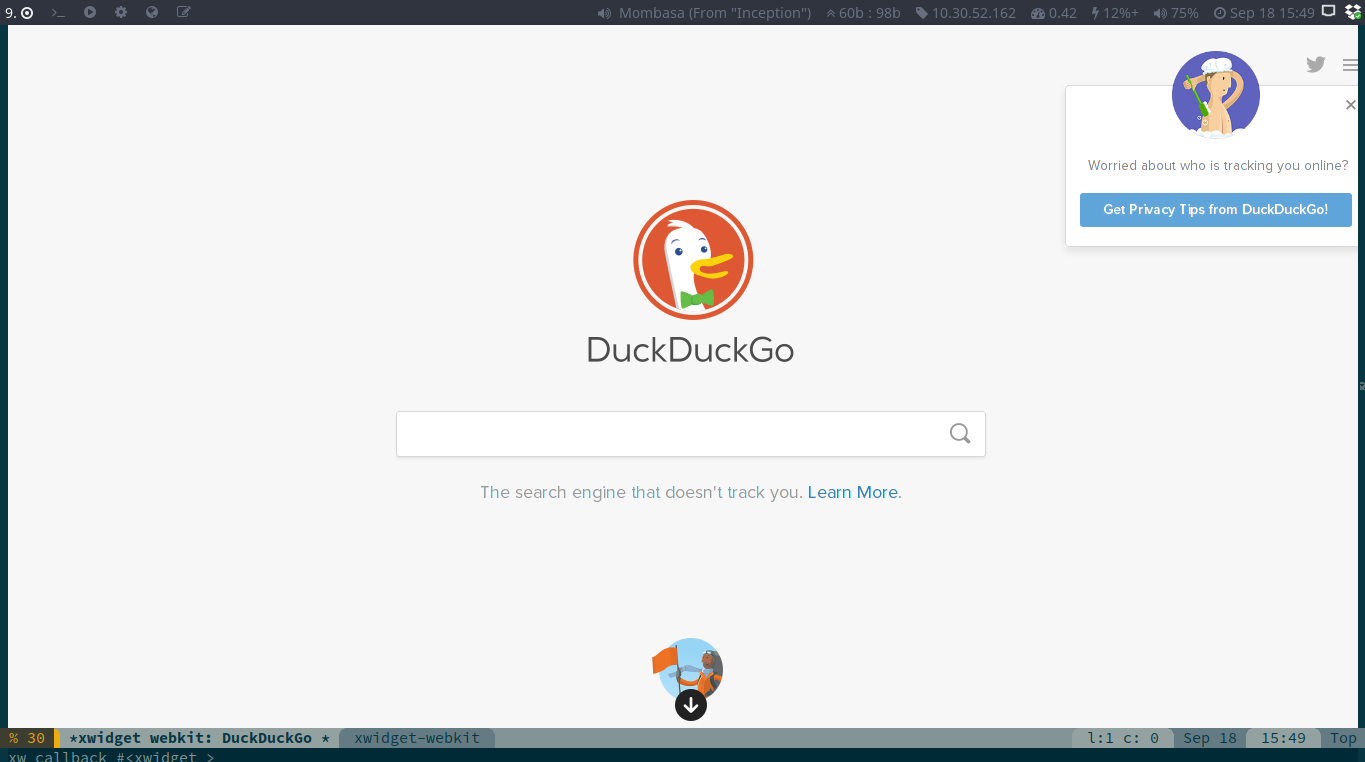 9. Mombasa (From "Inception") 60b : 98b 10.30.52.162 0.42 12%+ 75% Sep 18 15:49
Worried about who is tracking you online?
Get Privacy Tips from DuckDuckGo!
DuckDuckGo
The search engine that doesn't track you. Learn More.
% 30 *xwidget webkit: DuckDuckGo * xwidget-webkit l:1 c: 0 Sep 18 15:49 Top
xw callback #<xwidget >